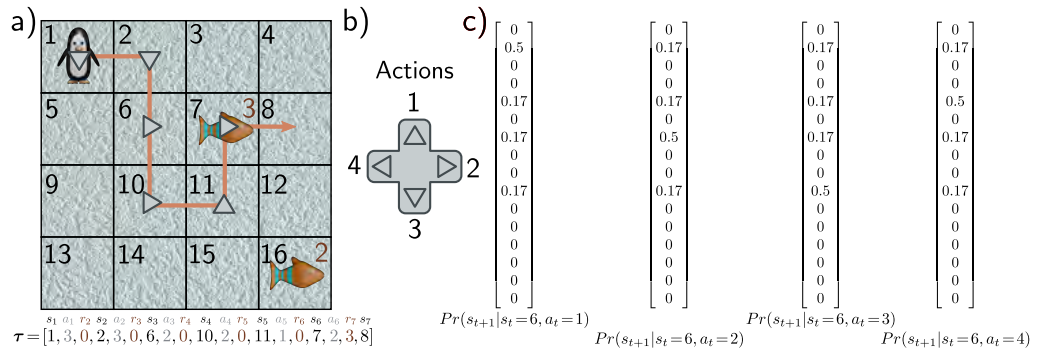 a)
1 2 3 4
5 6 7 3 8
9 10 11 12
13 14 15 16 2
s1 a1 r2 s2 a2 r3 s3 a3 r4 s4 a4 r5 s5 a5 r6 s6 a6 r7 s7
τ=[1, 3, 0, 2, 3, 0, 6, 2, 0, 10, 2, 0, 11, 1, 0, 7, 2, 3, 8]
b)
Actions
1
4 2
3
c)
0 0 0 0
0.5 0.17 0.17 0.17
0 0 0 0
0 0 0 0
0.17 0.17 0.17 0.5
0 0 0 0
0.17 0.5 0.17 0.17
0 0 0 0
0 0 0 0
0.17 0.17 0.5 0.17
0 0 0 0
0 0 0 0
0 0 0 0
0 0 0 0
0 0 0 0
0 0 0 0
Pr(st+1|st=6, at=1)
Pr(st+1|st=6, at=2)
Pr(st+1|st=6, at=3)
Pr(st+1|st=6, at=4)